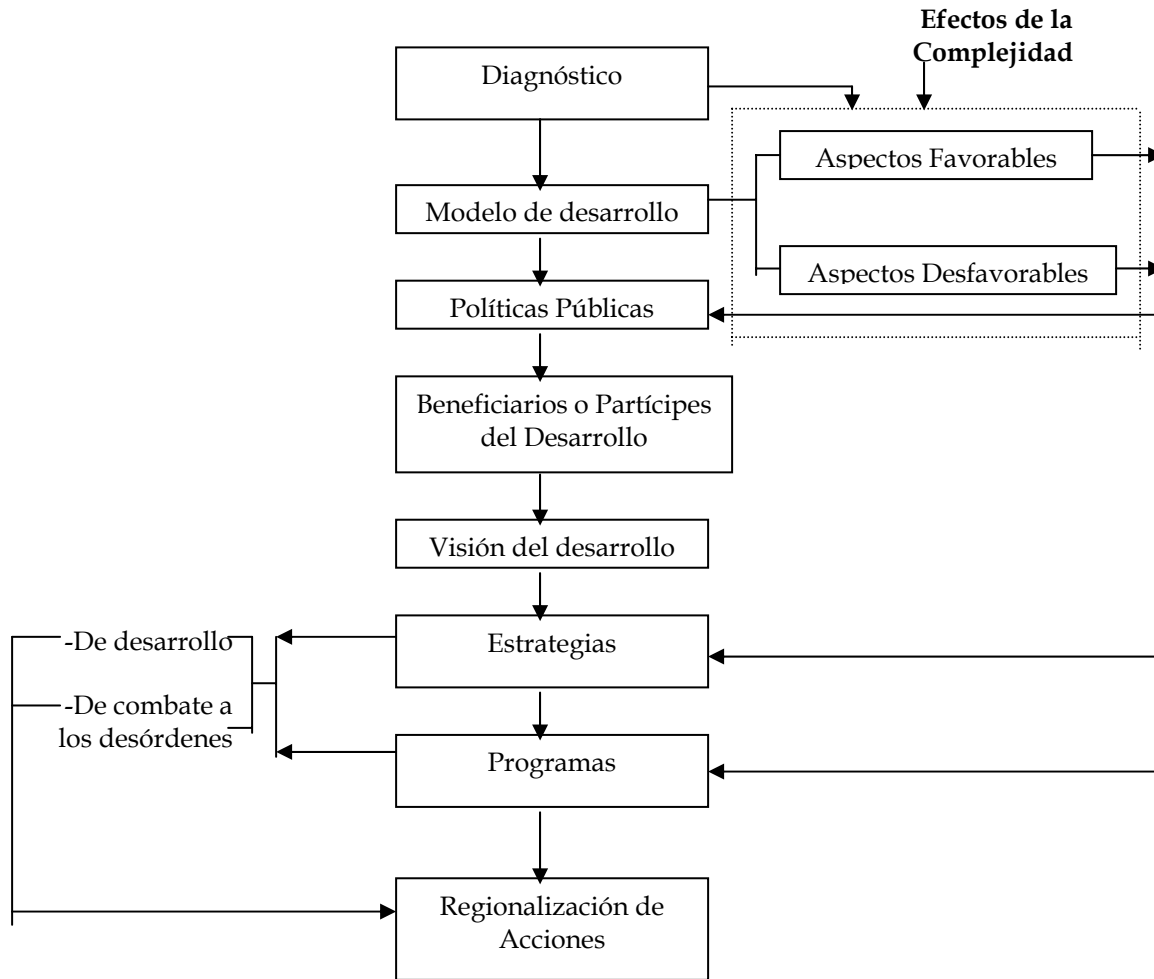 Efectos de la
Complejidad
Diagnóstico
Aspectos Favorables
Modelo de desarrollo
Aspectos Desfavorables
Políticas Públicas
Beneficiarios o Partícipes
del Desarrollo
Visión del desarrollo
Estrategias
-De desarrollo
-De combate a
los desórdenes
Programas
Regionalización de
Acciones